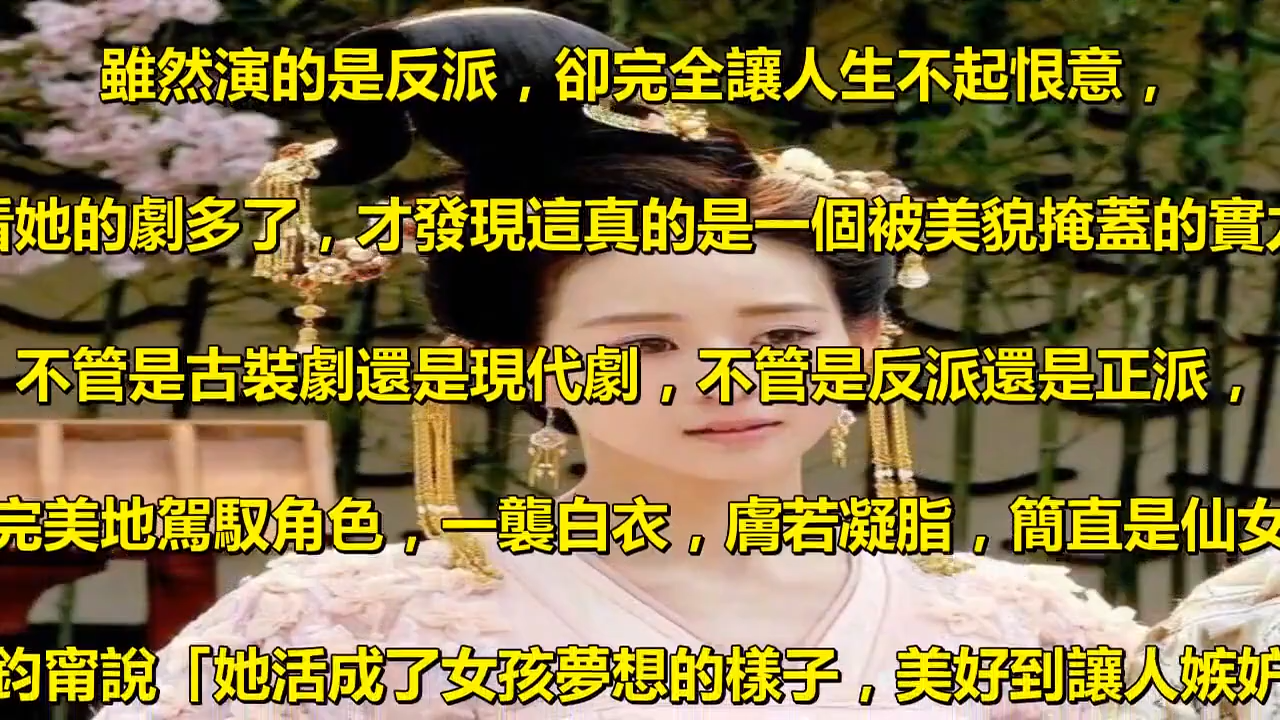 雖然演的是反派，卻完全讓人生不起恨意，
看她的劇多了，才發現這真的是一個被美貌掩蓋的實力
不管是古裝劇還是現代劇，不管是反派還是正派，
完美地駕馭角色，一襲白衣，膚若凝脂，簡直是仙女
鈞甯說「她活成了女孩夢想的樣子，美好到讓人嫉妒